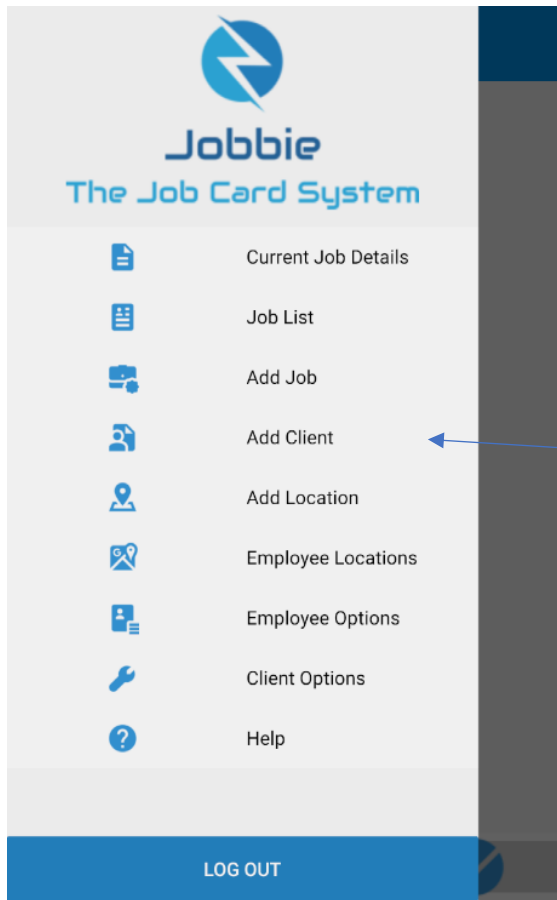 Jobbie
The Job Card System
Current Job Details
Job List
Add Job
Add Client
Add Location
G
Employee Locations
Employee Options
Client Options
?
Help
LOG OUT